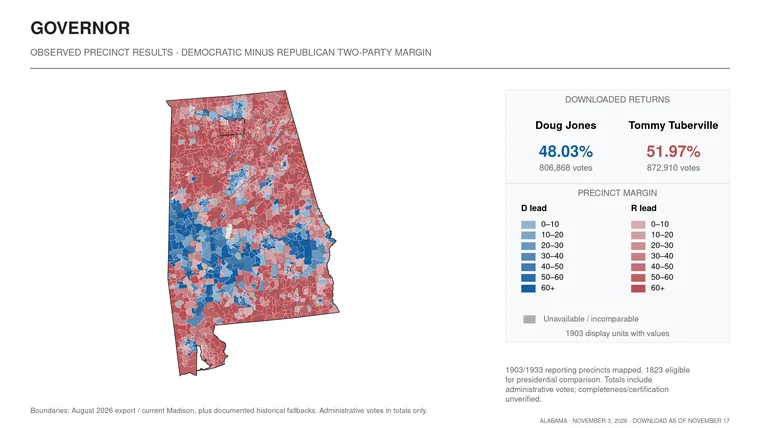 GOVERNOR
OBSERVED PRECINCT RESULTS · DEMOCRATIC MINUS REPUBLICAN TWO-PARTY MARGIN
DOWNLOADED RETURNS
Doug Jones Tommy Tuberville
48.03% 51.97%
806,868 votes 872,910 votes
PRECINCT MARGIN
D lead R lead
0–10 0–10
10–20 10–20
20–30 20–30
30–40 30–40
40–50 40–50
50–60 50–60
60+ 60+
Unavailable / incomparable
1903 display units with values
1903/1933 reporting precincts mapped. 1823 eligible
for presidential comparison. Totals include
administrative votes; completeness/certification
unverified.
Boundaries: August 2026 export / current Madison, plus documented historical fallbacks. Administrative votes in totals only.
ALABAMA · NOVEMBER 3, 2026 · DOWNLOAD AS OF NOVEMBER 17